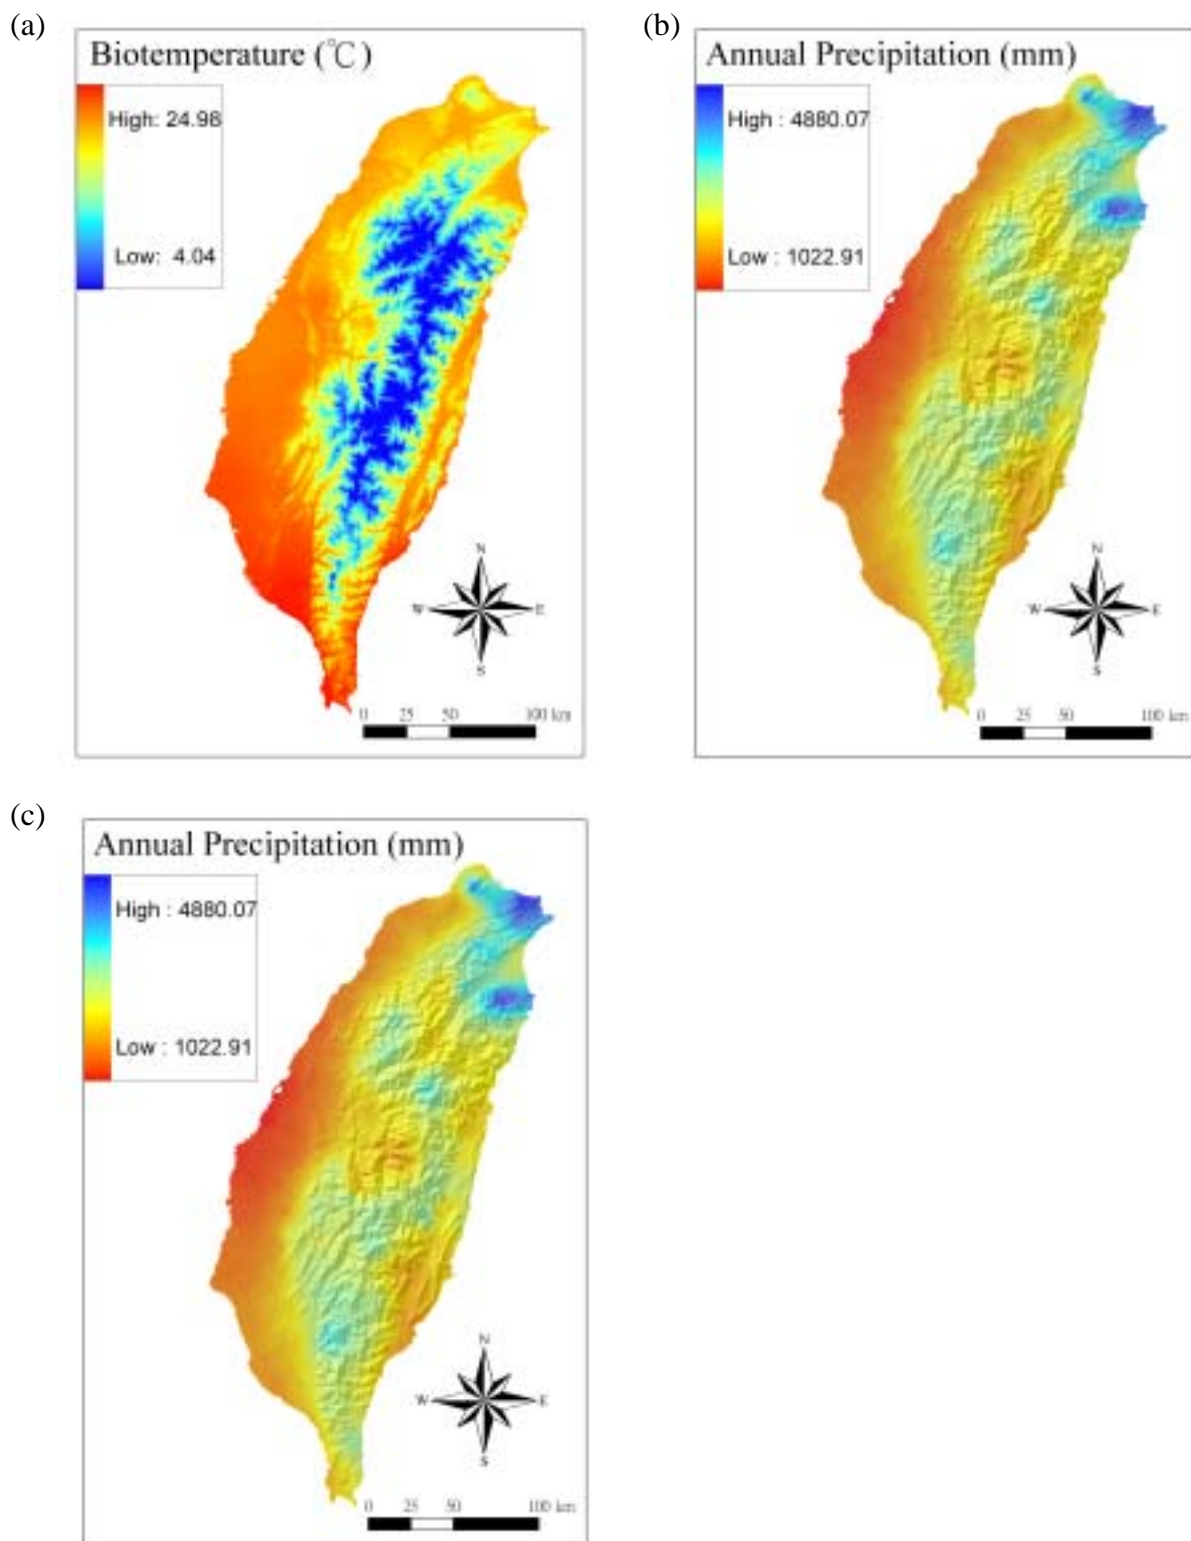 (a)
Biotemperature (℃)
High: 24.98
Low: 4.04
N
W E
S
0 25 50 100 km
(b)
Annual Precipitation (mm)
High : 4880.07
Low : 1022.91
N
W E
S
0 25 50 100 km
(c)
Annual Precipitation (mm)
High : 4880.07
Low : 1022.91
N
W E
S
0 25 50 100 km